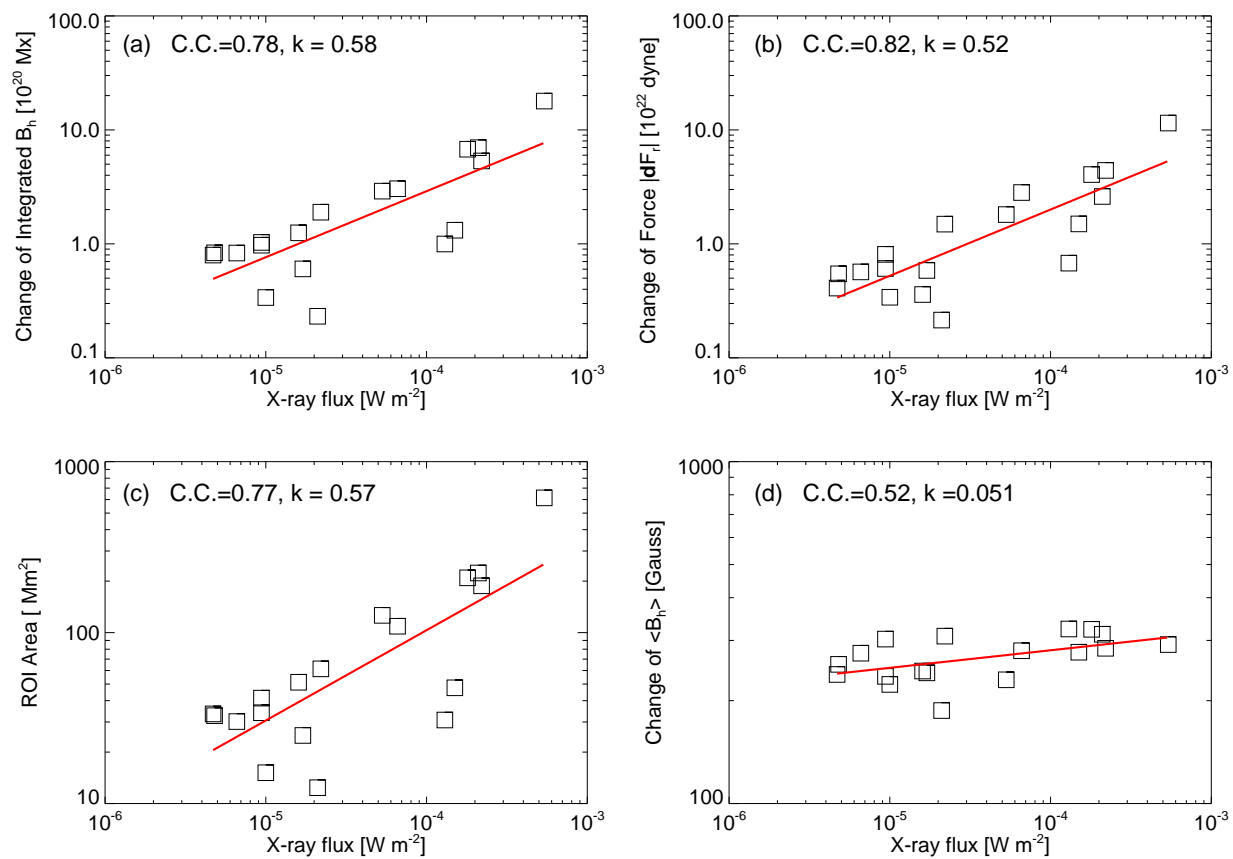 (a) C.C.=0.78, k = 0.58
Change of Integrated B_h [10^20 Mx]
100.0
10.0
1.0
0.1
10^-6 10^-5 10^-4 10^-3
X-ray flux [W m^-2]
(b) C.C.=0.82, k = 0.52
Change of Force |dF_r| [10^22 dyne]
100.0
10.0
1.0
0.1
10^-6 10^-5 10^-4 10^-3
X-ray flux [W m^-2]
(c) C.C.=0.77, k = 0.57
ROI Area [ Mm^2]
1000
100
10
10^-6 10^-5 10^-4 10^-3
X-ray flux [W m^-2]
(d) C.C.=0.52, k =0.051
Change of <B_h> [Gauss]
1000
100
10^-6 10^-5 10^-4 10^-3
X-ray flux [W m^-2]